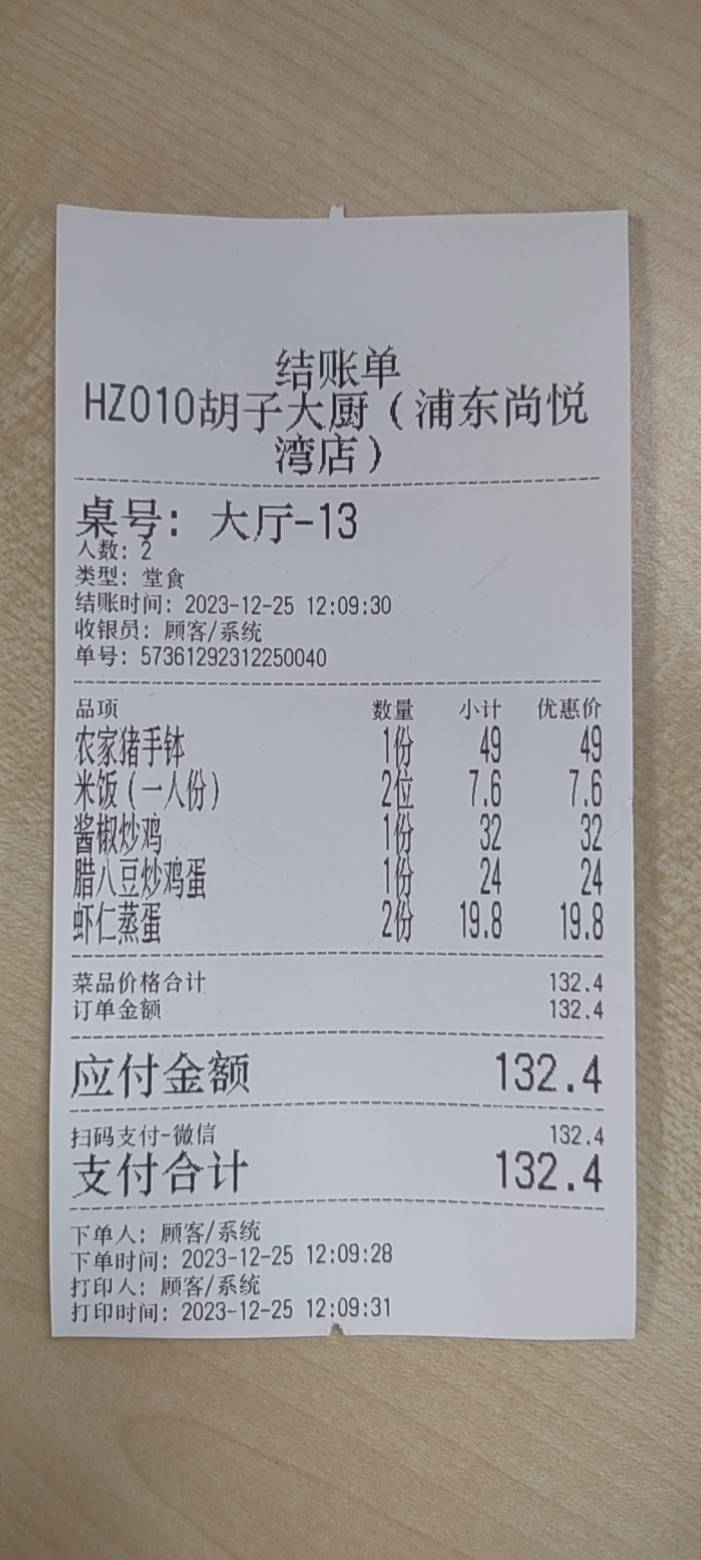 结账单
HZ010胡子大厨（浦东尚悦
湾店）
桌号: 大厅-13
人数: 2
类型: 堂食
结账时间: 2023-12-25 12:09:30
收银员: 顾客/系统
单号: 57361292312250040
品项 数量 小计 优惠价
农家猪手钵 1份 49 49
米饭（一人份） 2位 7.6 7.6
酱椒炒鸡 1份 32 32
腊八豆炒鸡蛋 1份 24 24
虾仁蒸蛋 2份 19.8 19.8
菜品价格合计 132.4
订单金额 132.4
应付金额 132.4
扫码支付-微信 132.4
支付合计 132.4
下单人: 顾客/系统
下单时间: 2023-12-25 12:09:28
打印人: 顾客/系统
打印时间: 2023-12-25 12:09:31